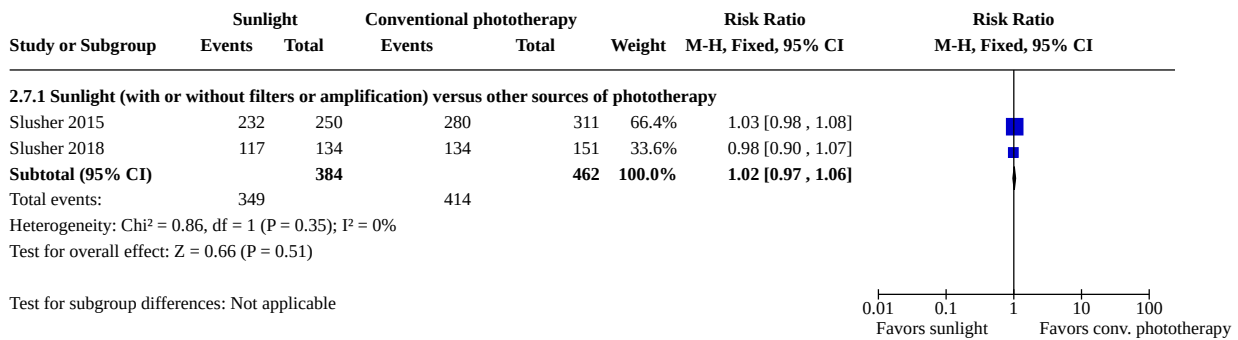 Sunlight Conventional phototherapy Risk Ratio Risk Ratio
Study or Subgroup Events Total Events Total Weight M-H, Fixed, 95% CI M-H, Fixed, 95% CI
2.7.1 Sunlight (with or without filters or amplification) versus other sources of phototherapy
Slusher 2015 232 250 280 311 66.4% 1.03 [0.98 , 1.08]
Slusher 2018 117 134 134 151 33.6% 0.98 [0.90 , 1.07]
Subtotal (95% CI) 384 462 100.0% 1.02 [0.97 , 1.06]
Total events: 349 414
Heterogeneity: Chi² = 0.86, df = 1 (P = 0.35); I² = 0%
Test for overall effect: Z = 0.66 (P = 0.51)
Test for subgroup differences: Not applicable
0.01 0.1 1 10 100
Favors sunlight Favors conv. phototherapy